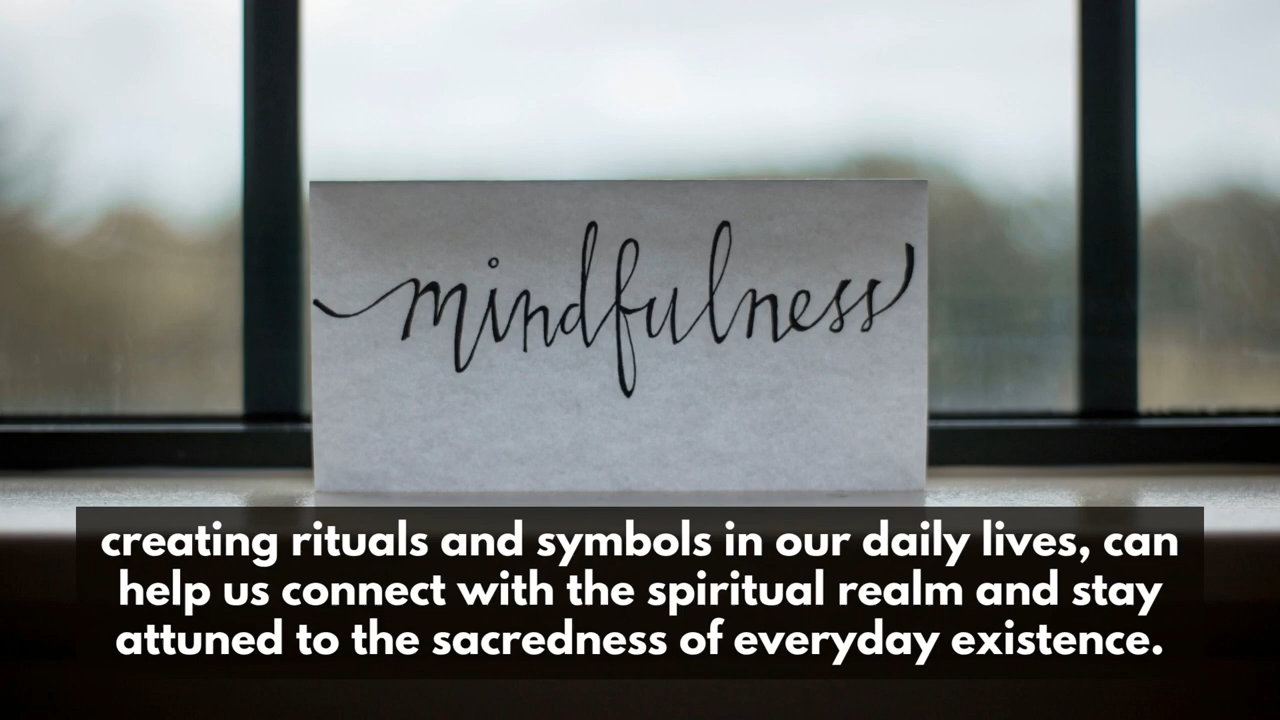 mindfulness
creating rituals and symbols in our daily lives, can
help us connect with the spiritual realm and stay
attuned to the sacredness of everyday existence.